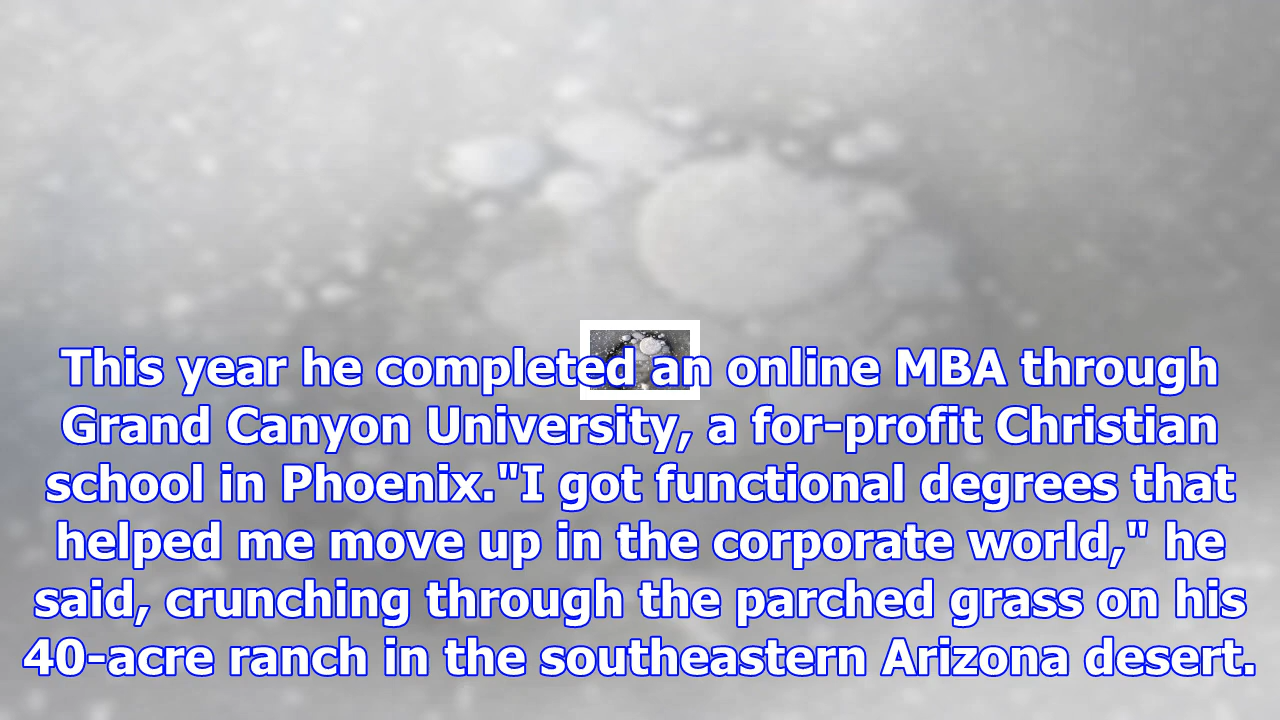 This year he completed an online MBA through
Grand Canyon University, a for-profit Christian
school in Phoenix."I got functional degrees that
helped me move up in the corporate world," he
said, crunching through the parched grass on his
40-acre ranch in the southeastern Arizona desert.